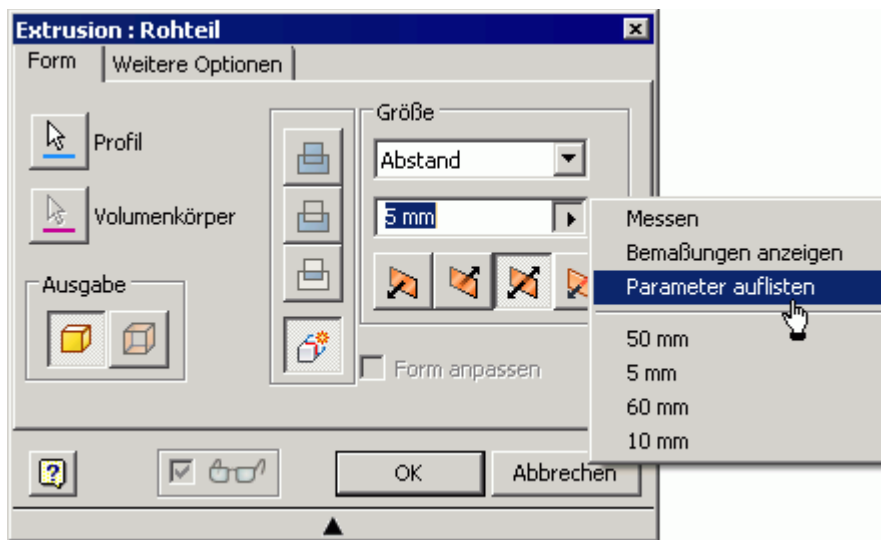 Extrusion : Rohteil
Form
Weitere Optionen
Profil
Volumenkörper
Ausgabe
Größe
Abstand
5 mm
Form anpassen
Messen
Bemaßungen anzeigen
Parameter auflisten
50 mm
5 mm
60 mm
10 mm
?
OK
Abbrechen